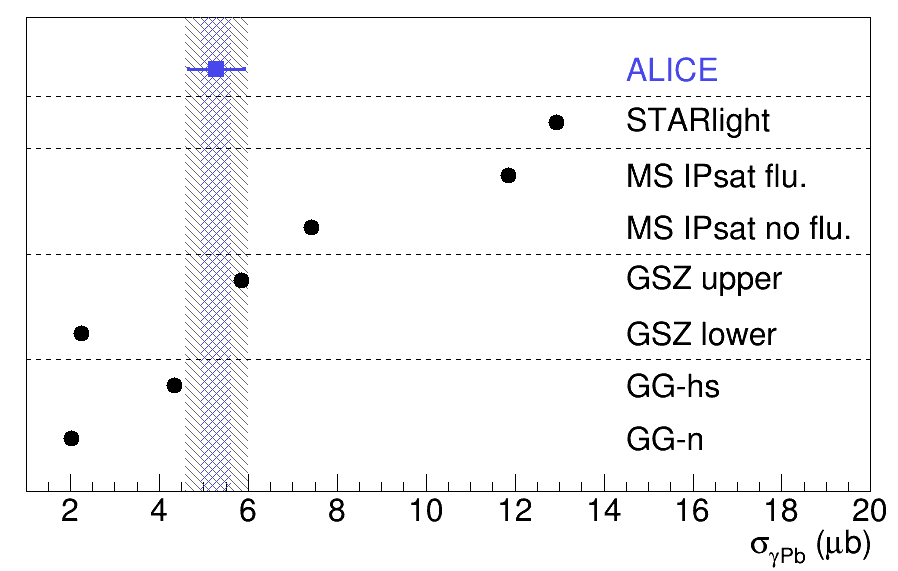 ALICE
STARlight
MS IPsat flu.
MS IPsat no flu.
GSZ upper
GSZ lower
GG-hs
GG-n
2 4 6 8 10 12 14 16 18 20
σγPb (μb)